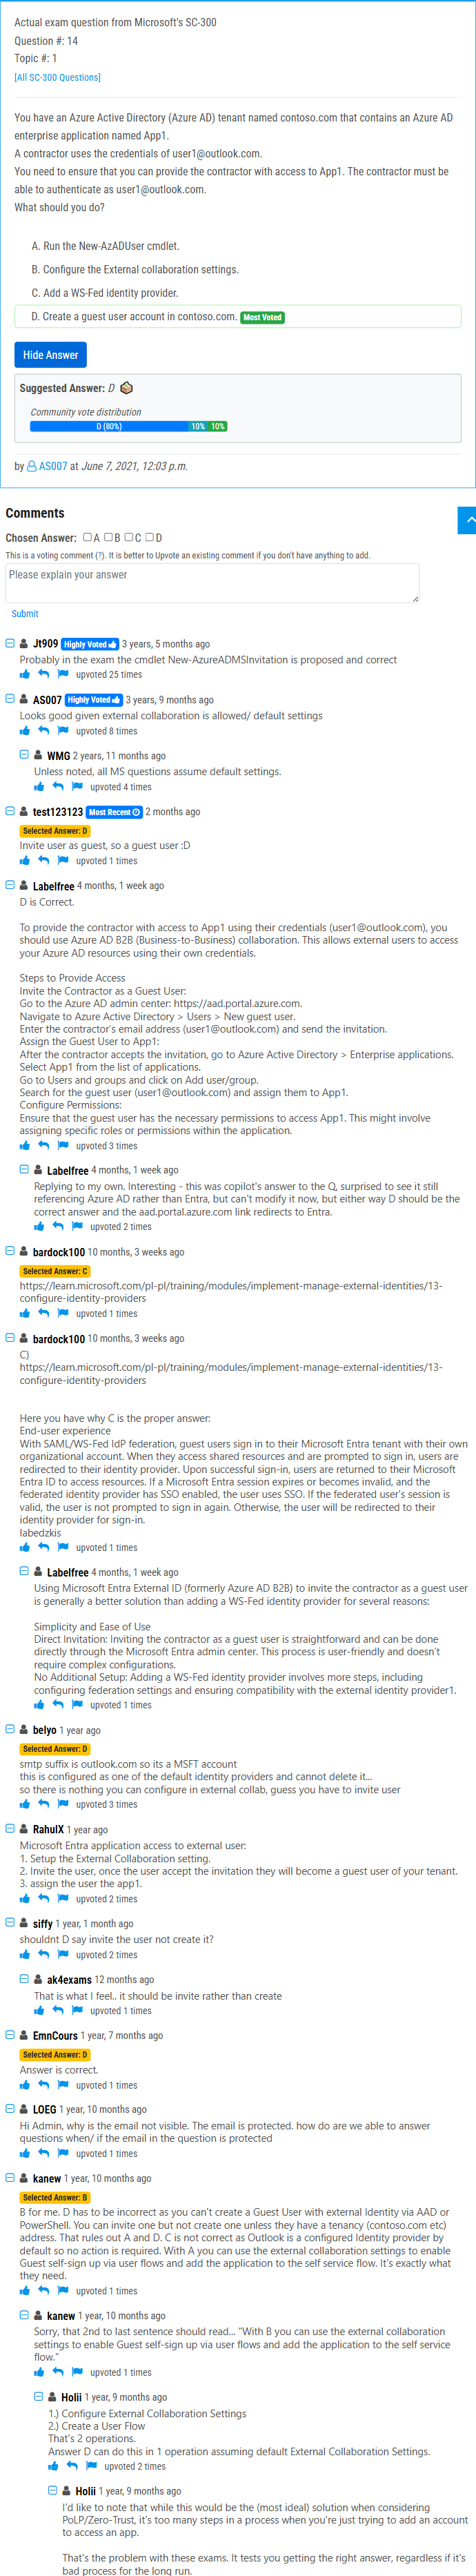 Actual exam question from Microsoft's SC-300
Question #: 14
Topic #: 1
[All SC-300 Questions]
You have an Azure Active Directory (Azure AD) tenant named contoso.com that contains an Azure AD
enterprise application named App1.
A contractor uses the credentials of user1@outlook.com.
You need to ensure that you can provide the contractor with access to App1. The contractor must be
able to authenticate as user1@outlook.com.
What should you do?
A. Run the New-AzADUser cmdlet.
B. Configure the External collaboration settings.
C. Add a WS-Fed identity provider.
D. Create a guest user account in contoso.com. Most Voted
Hide Answer
Suggested Answer: D
Community vote distribution
D (80%) 10% 10%
by AS007 at June 7, 2021, 12:03 p.m.
Comments
Chosen Answer: A B C D
This is a voting comment (?). It is better to Upvote an existing comment if you don't have anything to add.
Please explain your answer
Submit
Jt909 Highly Voted 3 years, 5 months ago
Probably in the exam the cmdlet New-AzureADMSInvitation is proposed and correct
upvoted 25 times
AS007 Highly Voted 3 years, 9 months ago
Looks good given external collaboration is allowed/ default settings
upvoted 8 times
WMG 2 years, 11 months ago
Unless noted, all MS questions assume default settings.
upvoted 4 times
test123123 Most Recent 2 months ago
Selected Answer: D
Invite user as guest, so a guest user :D
upvoted 1 times
Labelfree 4 months, 1 week ago
D is Correct.
To provide the contractor with access to App1 using their credentials (user1@outlook.com), you
should use Azure AD B2B (Business-to-Business) collaboration. This allows external users to access
your Azure AD resources using their own credentials.
Steps to Provide Access
Invite the Contractor as a Guest User:
Go to the Azure AD admin center: https://aad.portal.azure.com.
Navigate to Azure Active Directory > Users > New guest user.
Enter the contractor's email address (user1@outlook.com) and send the invitation.
Assign the Guest User to App1:
After the contractor accepts the invitation, go to Azure Active Directory > Enterprise applications.
Select App1 from the list of applications.
Go to Users and groups and click on Add user/group.
Search for the guest user (user1@outlook.com) and assign them to App1.
Configure Permissions:
Ensure that the guest user has the necessary permissions to access App1. This might involve
assigning specific roles or permissions within the application.
upvoted 3 times
Labelfree 4 months, 1 week ago
Replying to my own. Interesting - this was copilot's answer to the Q, surprised to see it still
referencing Azure AD rather than Entra, but can't modify it now, but either way D should be the
correct answer and the aad.portal.azure.com link redirects to Entra.
upvoted 2 times
bardock100 10 months, 3 weeks ago
Selected Answer: C
https://learn.microsoft.com/pl-pl/training/modules/implement-manage-external-identities/13-
configure-identity-providers
upvoted 1 times
bardock100 10 months, 3 weeks ago
C)
https://learn.microsoft.com/pl-pl/training/modules/implement-manage-external-identities/13-
configure-identity-providers
Here you have why C is the proper answer:
End-user experience
With SAML/WS-Fed IdP federation, guest users sign in to their Microsoft Entra tenant with their own
organizational account. When they access shared resources and are prompted to sign in, users are
redirected to their identity provider. Upon successful sign-in, users are returned to their Microsoft
Entra ID to access resources. If a Microsoft Entra session expires or becomes invalid, and the
federated identity provider has SSO enabled, the user uses SSO. If the federated user's session is
valid, the user is not prompted to sign in again. Otherwise, the user will be redirected to their
identity provider for sign-in.
labedzkis
upvoted 1 times
Labelfree 4 months, 1 week ago
Using Microsoft Entra External ID (formerly Azure AD B2B) to invite the contractor as a guest user
is generally a better solution than adding a WS-Fed identity provider for several reasons:
Simplicity and Ease of Use
Direct Invitation: Inviting the contractor as a guest user is straightforward and can be done
directly through the Microsoft Entra admin center. This process is user-friendly and doesn't
require complex configurations.
No Additional Setup: Adding a WS-Fed identity provider involves more steps, including
configuring federation settings and ensuring compatibility with the external identity provider1.
upvoted 1 times
belyo 1 year ago
Selected Answer: D
smtp suffix is outlook.com so its a MSFT account
this is configured as one of the default identity providers and cannot delete it...
so there is nothing you can configure in external collab, guess you have to invite user
upvoted 3 times
RahulX 1 year ago
Microsoft Entra application access to external user:
1. Setup the External Collaboration setting.
2. Invite the user, once the user accept the invitation they will become a guest user of your tenant.
3. assign the user the app1.
upvoted 2 times
siffy 1 year, 1 month ago
shouldnt D say invite the user not create it?
upvoted 2 times
ak4exams 12 months ago
That is what I feel.. it should be invite rather than create
upvoted 1 times
EmnCours 1 year, 7 months ago
Selected Answer: D
Answer is correct.
upvoted 1 times
LOEG 1 year, 10 months ago
Hi Admin, why is the email not visible. The email is protected. how do are we able to answer
questions when/ if the email in the question is protected
upvoted 1 times
kanew 1 year, 10 months ago
Selected Answer: B
B for me. D has to be incorrect as you can't create a Guest User with external Identity via AAD or
PowerShell. You can invite one but not create one unless they have a tenancy (contoso.com etc)
address. That rules out A and D. C is not correct as Outlook is a configured Identity provider by
default so no action is required. With A you can use the external collaboration settings to enable
Guest self-sign up via user flows and add the application to the self service flow. It's exactly what
they need.
upvoted 1 times
kanew 1 year, 10 months ago
Sorry, that 2nd to last sentence should read... "With B you can use the external collaboration
settings to enable Guest self-sign up via user flows and add the application to the self service
flow."
upvoted 1 times
Holii 1 year, 9 months ago
1.) Configure External Collaboration Settings
2.) Create a User Flow
That's 2 operations.
Answer D can do this in 1 operation assuming default External Collaboration Settings.
upvoted 2 times
Holii 1 year, 9 months ago
I'd like to note that while this would be the (most ideal) solution when considering
PoLP/Zero-Trust, it's too many steps in a process when you're just trying to add an account
to access an app.
That's the problem with these exams. It tests you getting the right answer, regardless if it's
bad process for the long run.